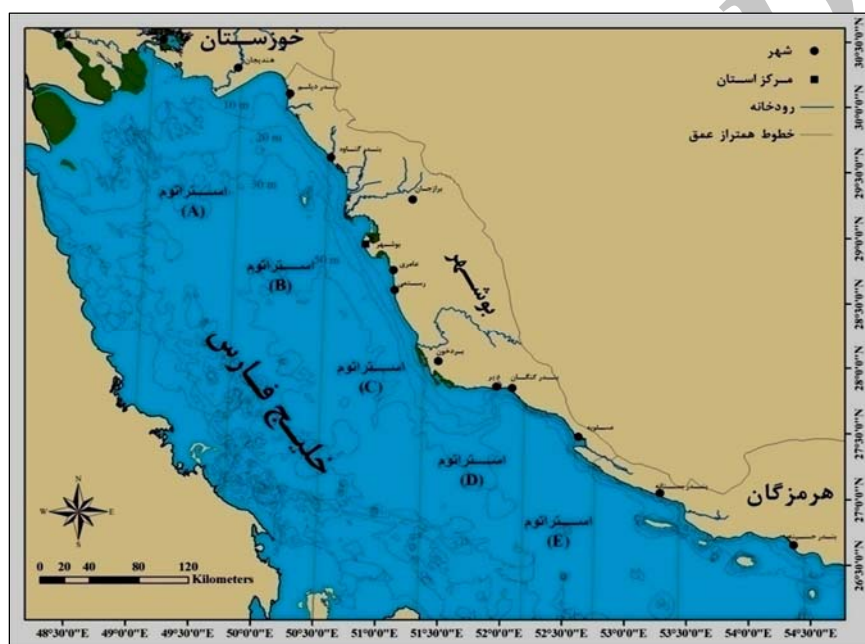 خوزستان
شهر
مرکز استان
رودخانه
خطوط همتراز عمق
هندیجان
بندر دیلم
بندر گناوه
برازجان
بوشهر
عامری
رستمی
بوشهر
بردخون
دیر
بندر کنگان
عسلویه
هرمزگان
10 m
20 m
30 m
30 m
استراتوم
(A)
استراتوم
(B)
استراتوم
(C)
استراتوم
(D)
استراتوم
(E)
خلیج فارس
N
W
E
S
0 20 40 80 120
Kilometers
48°30'0"E 49°0'0"E 49°30'0"E 50°0'0"E 50°30'0"E 51°0'0"E 51°30'0"E 52°0'0"E 52°30'0"E 53°0'0"E 53°30'0"E 54°0'0"E 54°30'0"E
30°30'0"N
30°0'0"N
29°30'0"N
29°0'0"N
28°30'0"N
28°0'0"N
27°30'0"N
27°0'0"N
26°30'0"N